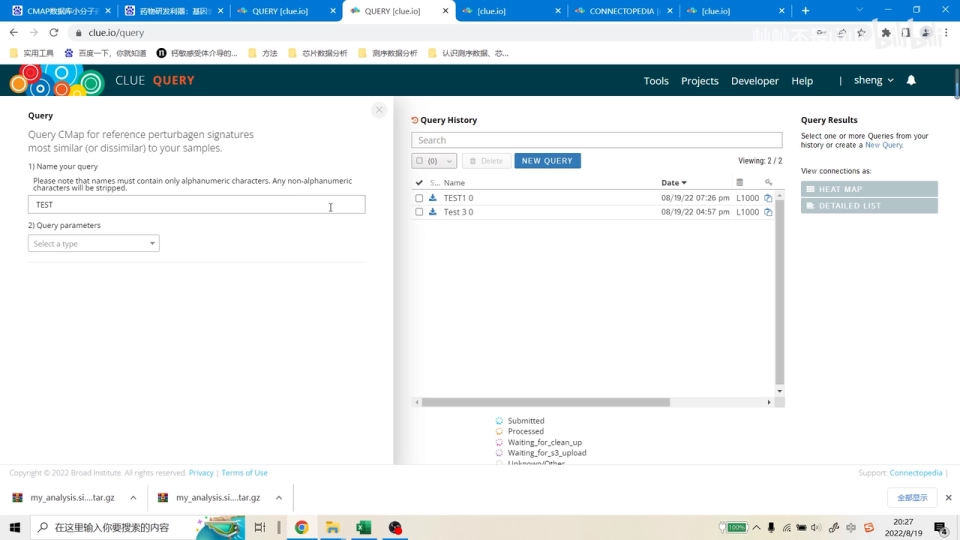 CMAP数据库小分子药
药物研发利器：基因
QUERY [clue.io]
QUERY [clue.io]
[clue.io]
CONNECTOPEDIA
[clue.io]
clue.io/query
实用工具
百度一下，你就知道
钙敏感受体介导的...
方法
芯片数据分析
测序数据分析
认识测序数据、芯...
bilibili
CLUE QUERY
Tools Projects Developer Help | sheng
Query
Query CMap for reference perturbagen signatures
most similar (or dissimilar) to your samples.
1) Name your query
Please note that names must contain only alphanumeric characters. Any non-alphanumeric
characters will be stripped.
TEST
2) Query parameters
Select a type
Query History
Search
(0) Delete NEW QUERY Viewing: 2 / 2
S... Name Date
TEST1 0 08/19/22 07:26 pm L1000
Test 3 0 08/19/22 04:57 pm L1000
Submitted
Processed
Waiting_for_clean_up
Waiting_for_s3_upload
Unknown/Other
Query Results
Select one or more Queries from your
history or create a New Query.
View connections as:
HEAT MAP
DETAILED LIST
Copyright © 2022 Broad Institute. All rights reserved. Privacy | Terms of Use
Support: Connectopedia |
my_analysis.si....tar.gz
my_analysis.si....tar.gz
全部显示
在这里输入你要搜索的内容
100%
中
20:27
2022/8/19
4